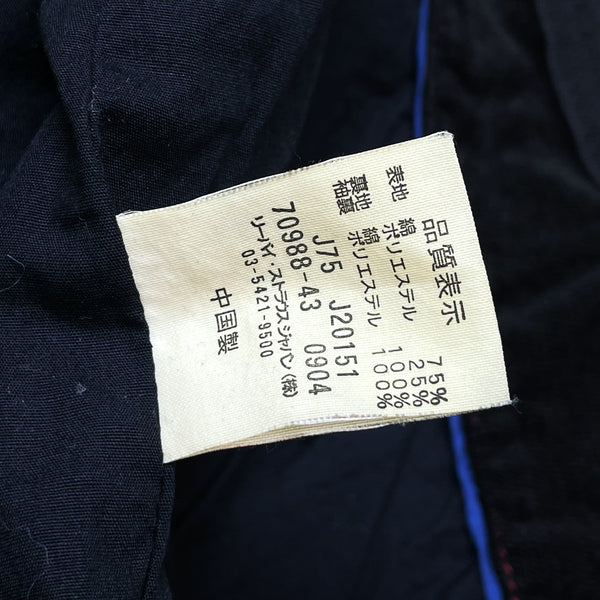 品質表示
表地 綿 75%
ポリエステル 25%
裏地 綿 100%
袖裏 ポリエステル 100%
J75 J20151
70988-43 0904
リーバイ・ストラウスジャパン(株)
03-5421-9500
中国製